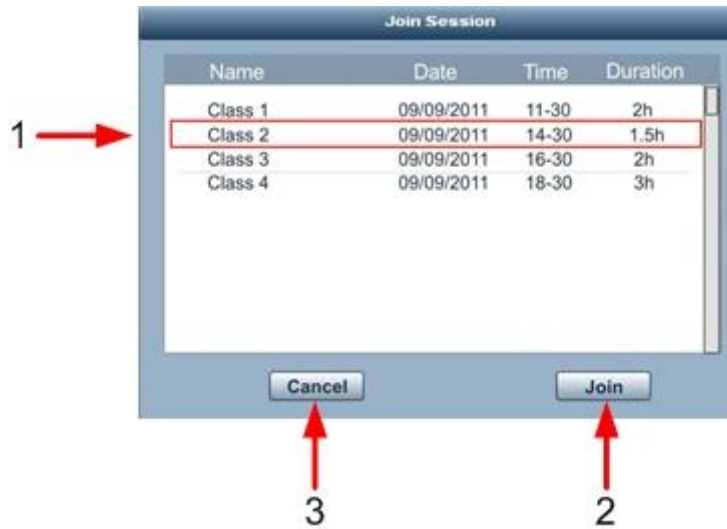 Join Session
Name Date Time Duration
Class 1 09/09/2011 11-30 2h
1
Class 2 09/09/2011 14-30 1.5h
Class 3 09/09/2011 16-30 2h
Class 4 09/09/2011 18-30 3h
Cancel Join
3 2